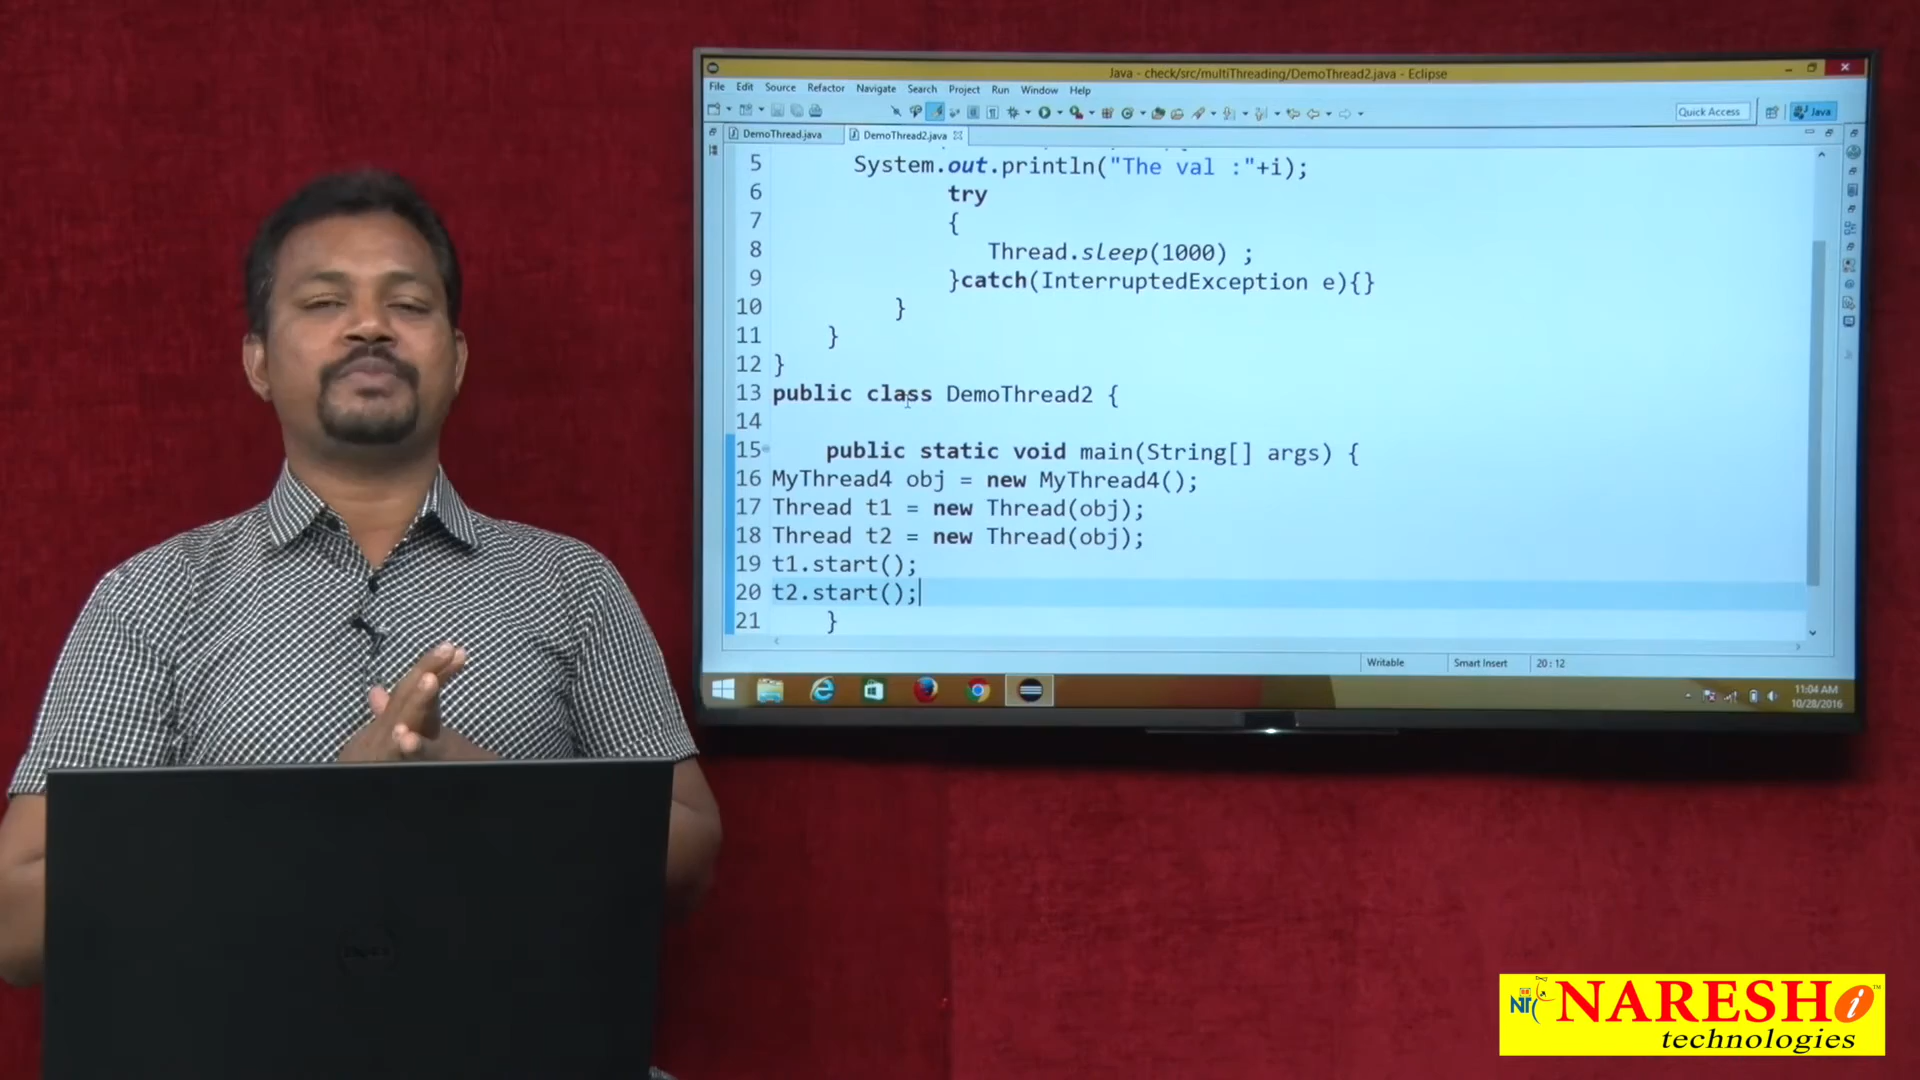 Java - check/src/multiThreading/DemoThread2.java - Eclipse
File Edit Source Refactor Navigate Search Project Run Window Help
Quick Access
Java
DemoThread.java
DemoThread2.java
5 System.out.println("The val :"+i);
6 try
7 {
8 Thread.sleep(1000) ;
9 }catch(InterruptedException e){}
10 }
11 }
12 }
13 public class DemoThread2 {
14
15 public static void main(String[] args) {
16 MyThread4 obj = new MyThread4();
17 Thread t1 = new Thread(obj);
18 Thread t2 = new Thread(obj);
19 t1.start();
20 t2.start();
21 }
Writable Smart Insert 20 : 12
11:04 AM
10/28/2016
DELL
NARESH i ™
technologies